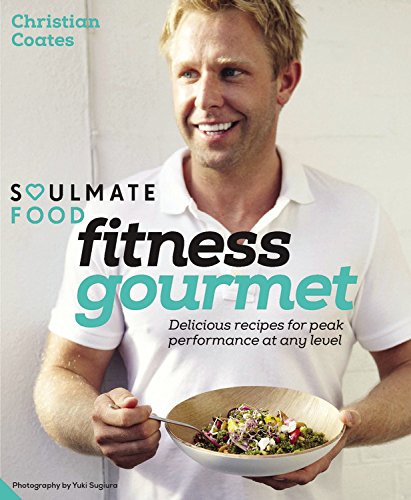 Christian
Coates
SOULMATE
FOOD
fitness
gourmet
Delicious recipes for peak
performance at any level
Photography by Yuki Sugiura